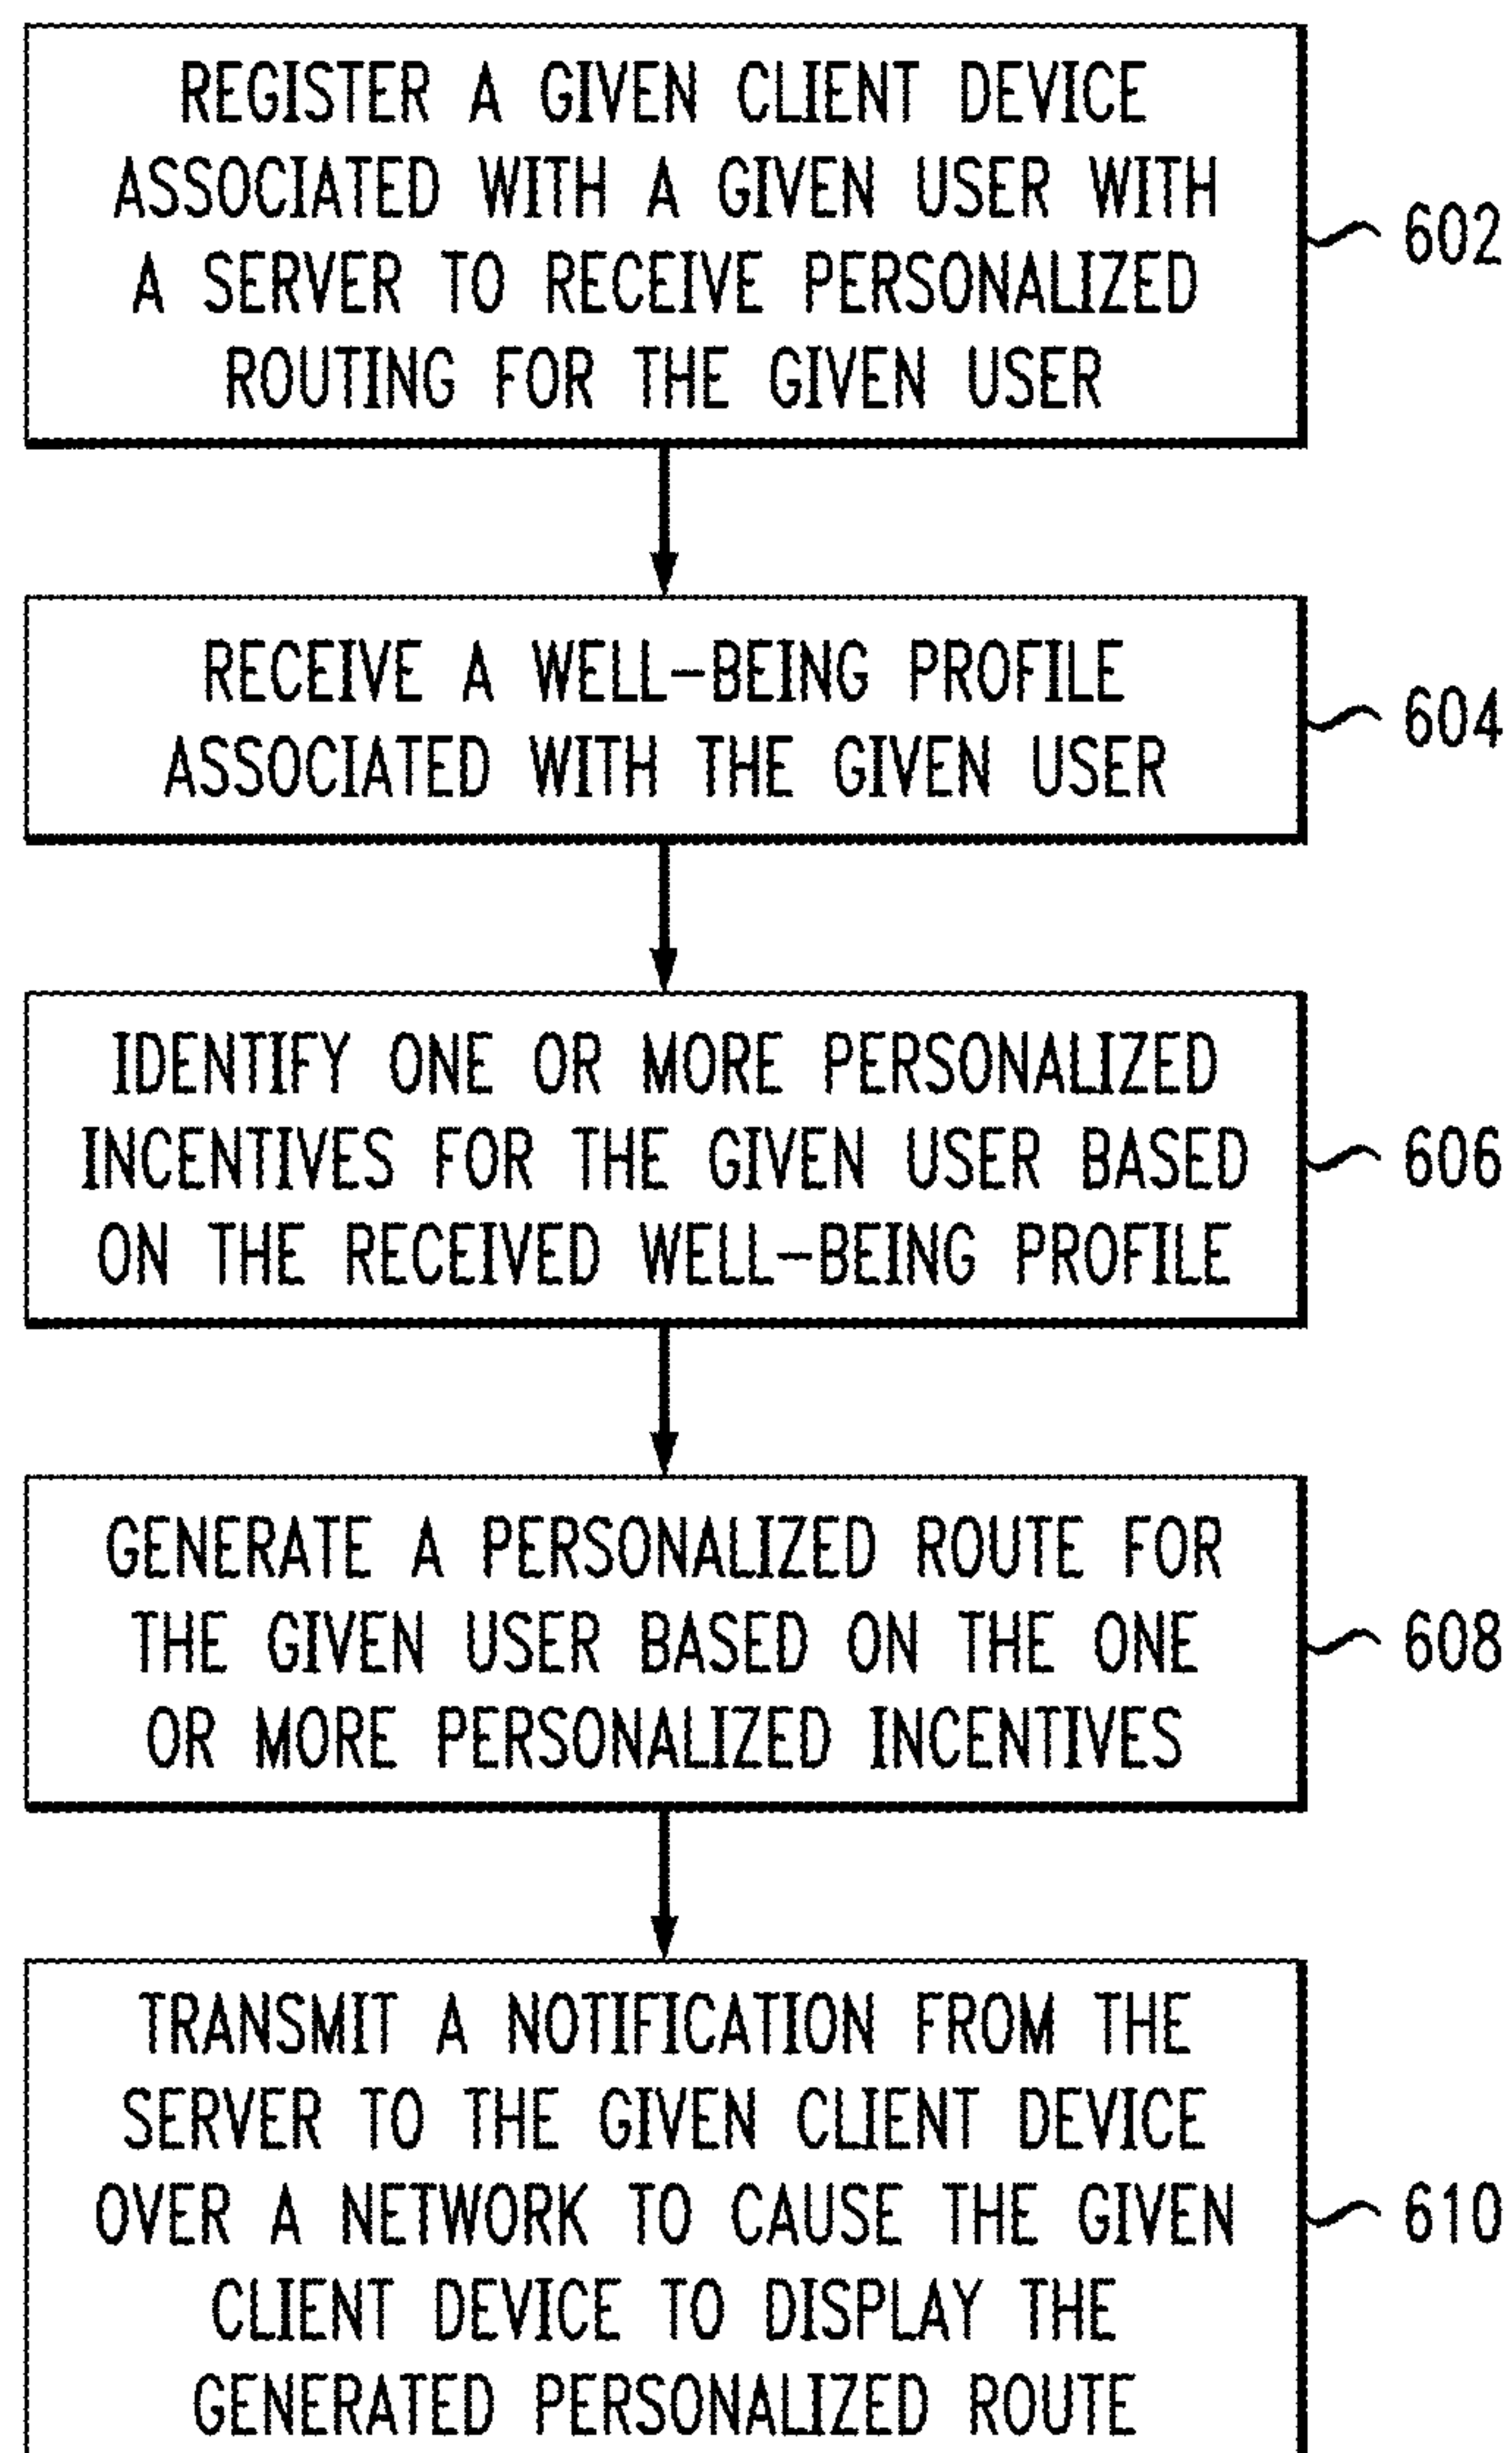 REGISTER A GIVEN CLIENT DEVICE
ASSOCIATED WITH A GIVEN USER WITH
A SERVER TO RECEIVE PERSONALIZED
ROUTING FOR THE GIVEN USER
602
RECEIVE A WELL-BEING PROFILE
ASSOCIATED WITH THE GIVEN USER
604
IDENTIFY ONE OR MORE PERSONALIZED
INCENTIVES FOR THE GIVEN USER BASED
ON THE RECEIVED WELL-BEING PROFILE
606
GENERATE A PERSONALIZED ROUTE FOR
THE GIVEN USER BASED ON THE ONE
OR MORE PERSONALIZED INCENTIVES
608
TRANSMIT A NOTIFICATION FROM THE
SERVER TO THE GIVEN CLIENT DEVICE
OVER A NETWORK TO CAUSE THE GIVEN
CLIENT DEVICE TO DISPLAY THE
GENERATED PERSONALIZED ROUTE
610